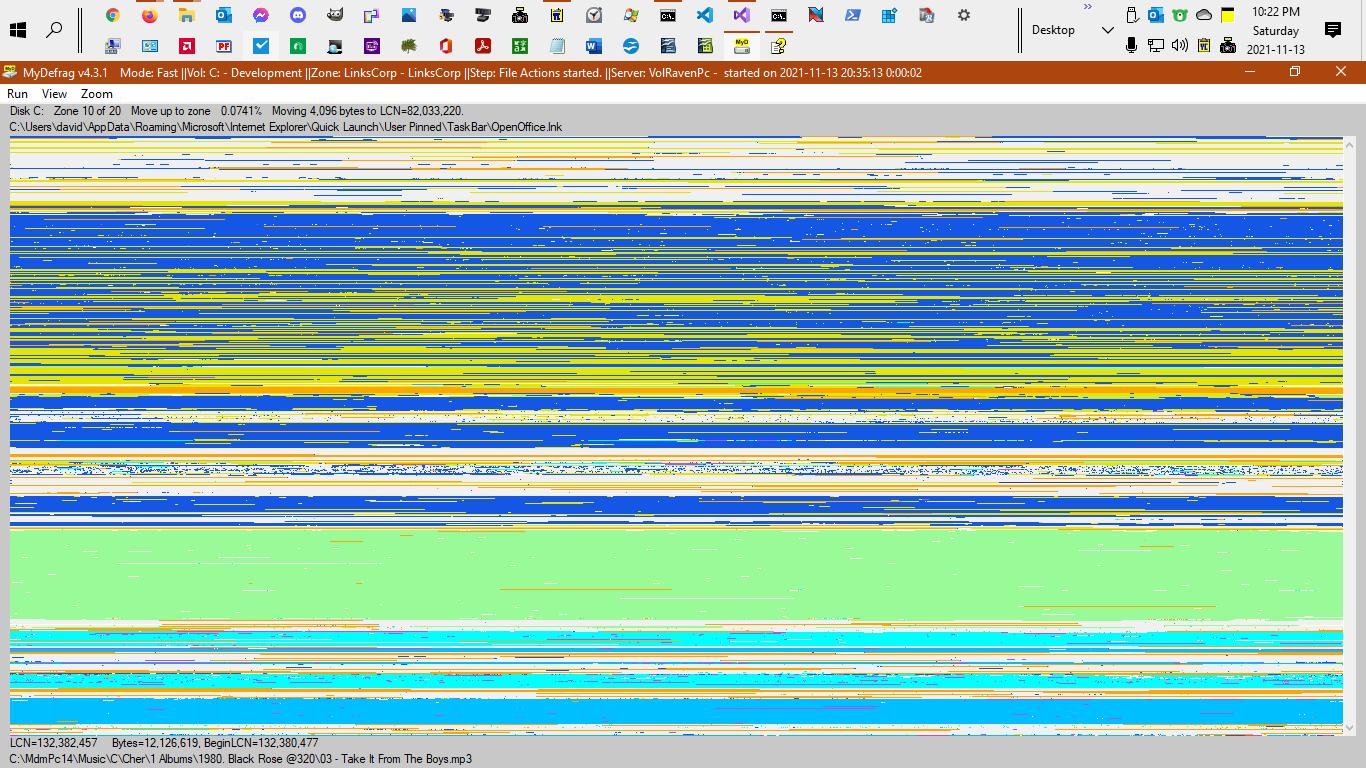 10:22 PM
Desktop
Saturday
2021-11-13
MyDefrag v4.3.1 Mode: Fast ||Vol: C: - Development ||Zone: LinksCorp - LinksCorp ||Step: File Actions started. ||Server: VolRavenPc - started on 2021-11-13 20:35:13 0:00:02
Run View Zoom
Disk C: Zone 10 of 20 Move up to zone 0.0741% Moving 4,096 bytes to LCN=82,033,220.
C:\Users\david\AppData\Roaming\Microsoft\Internet Explorer\Quick Launch\User Pinned\TaskBar\OpenOffice.lnk
LCN=132,382,457 Bytes=12,126,619, BeginLCN=132,380,477
C:\MdmPc14\Music\C\Cher\1 Albums\1980. Black Rose @320\03 - Take It From The Boys.mp3